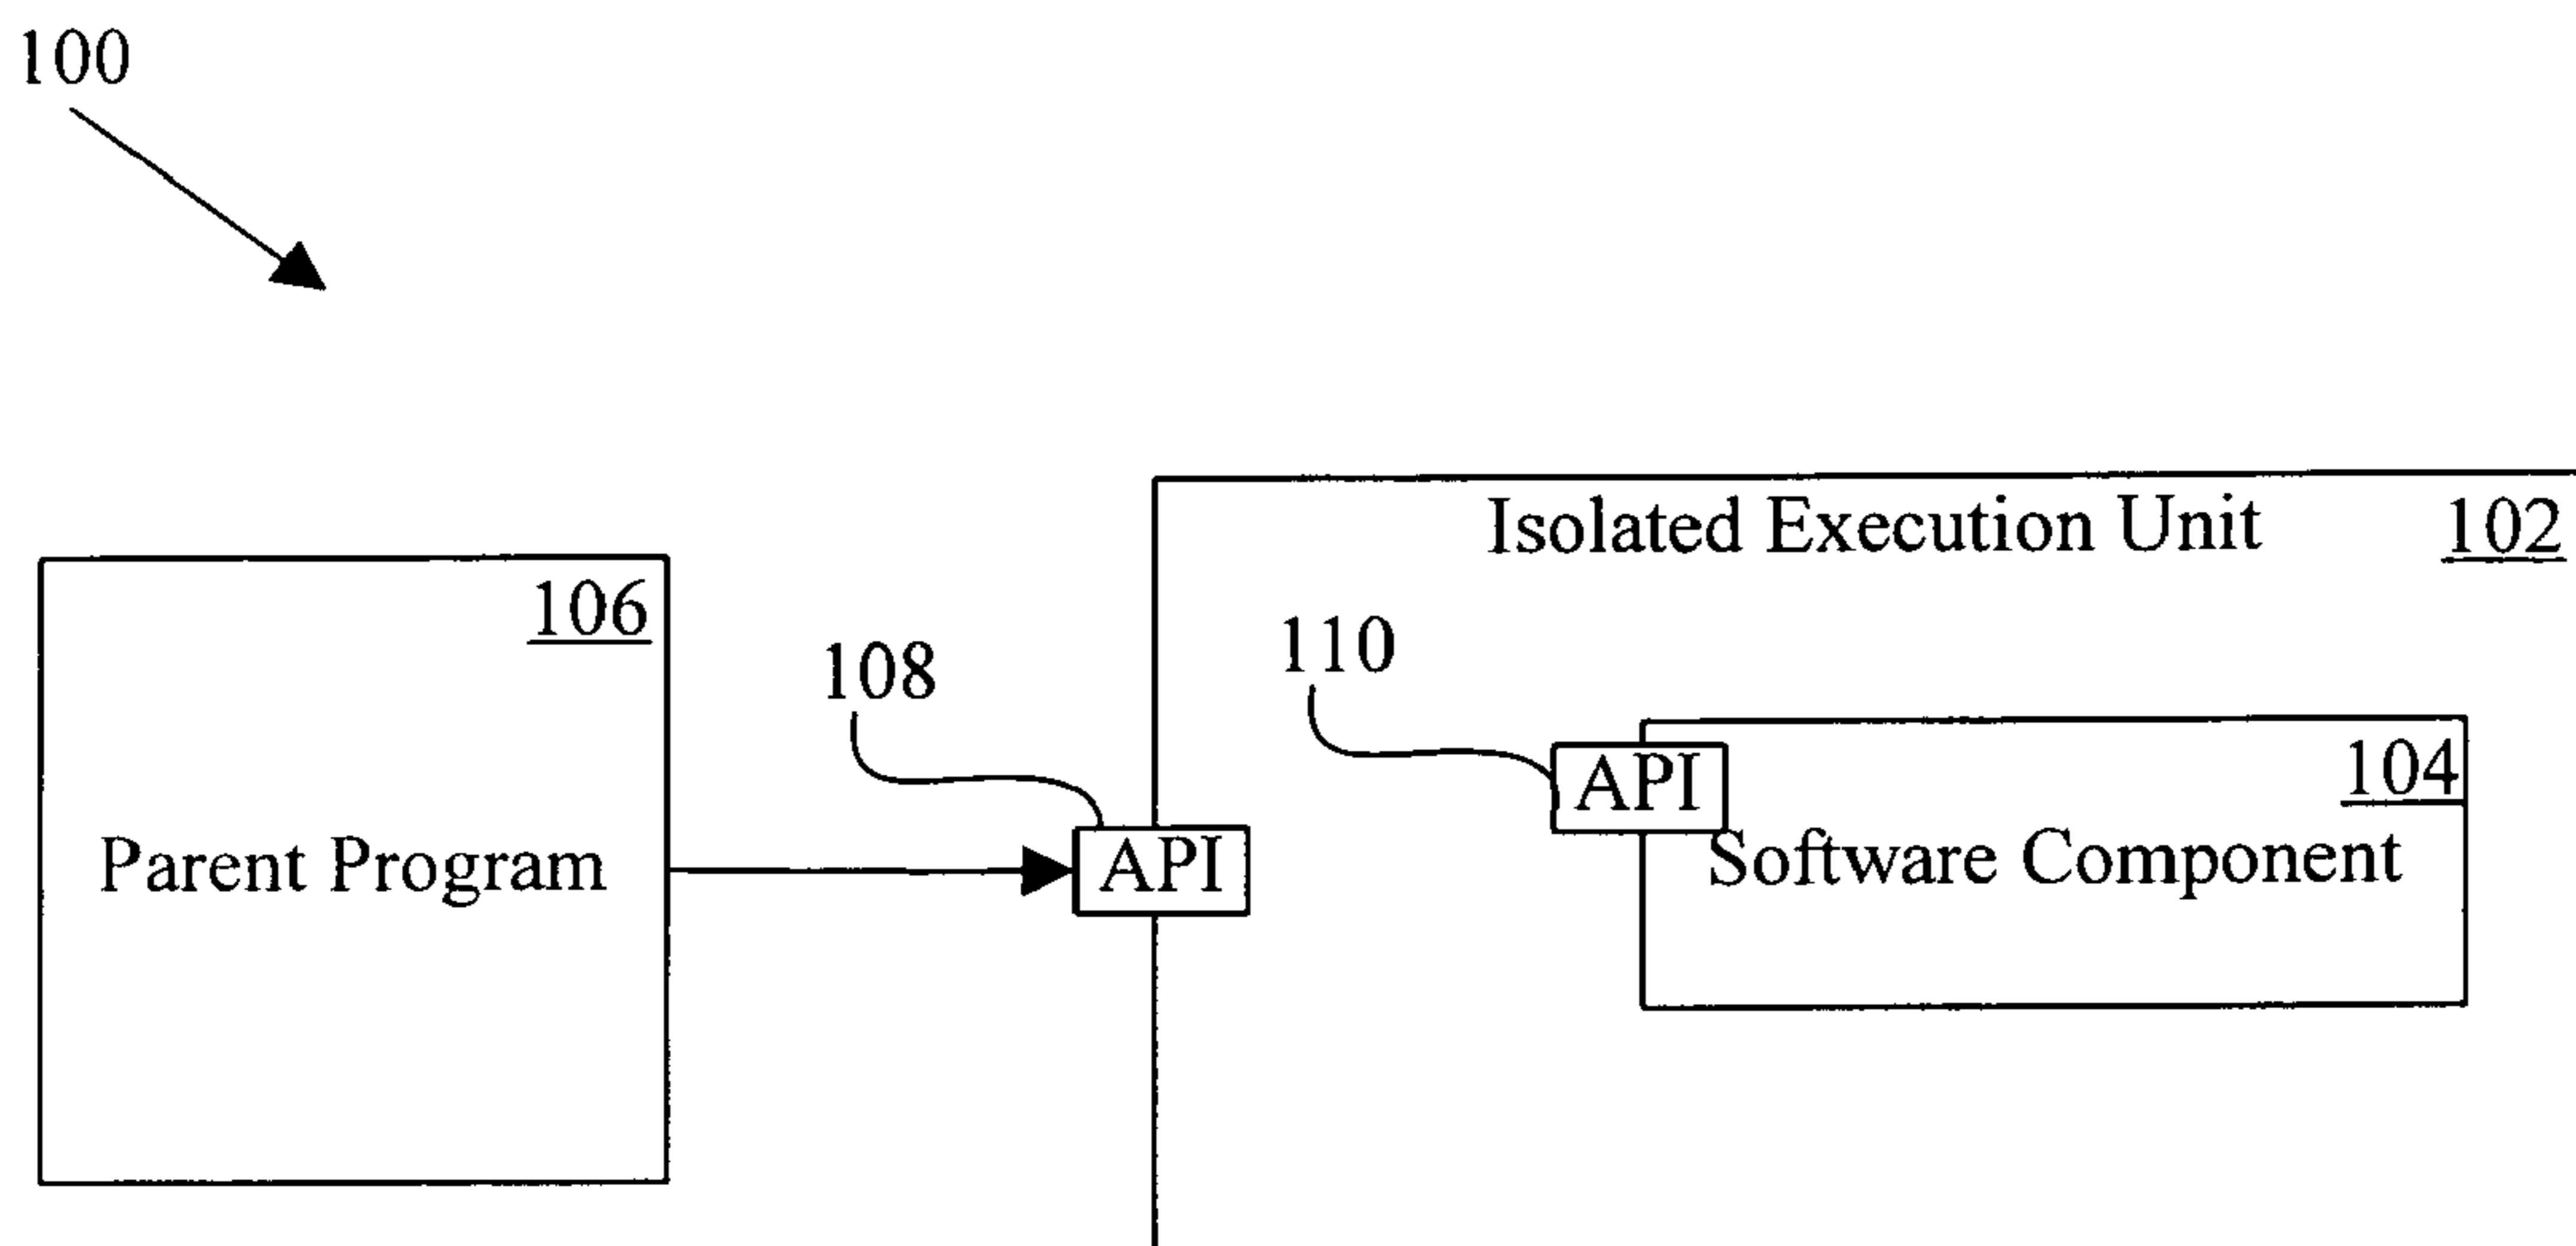 100
Isolated Execution Unit
102
106
108
110
API
104
Parent Program
API
Software Component